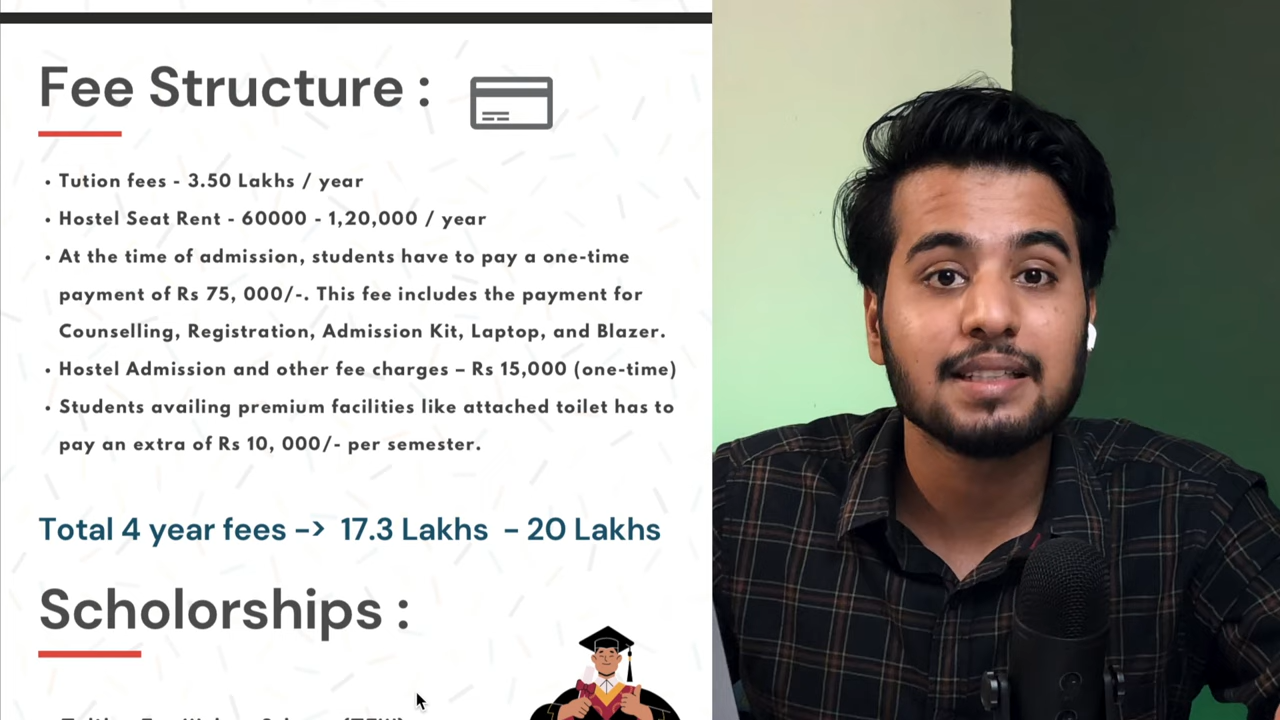 Fee Structure :
• Tution fees - 3.50 Lakhs / year
• Hostel Seat Rent - 60000 - 1,20,000 / year
• At the time of admission, students have to pay a one-time
payment of Rs 75, 000/-. This fee includes the payment for
Counselling, Registration, Admission Kit, Laptop, and Blazer.
• Hostel Admission and other fee charges – Rs 15,000 (one-time)
• Students availing premium facilities like attached toilet has to
pay an extra of Rs 10, 000/- per semester.
Total 4 year fees –> 17.3 Lakhs – 20 Lakhs
Scholorships :